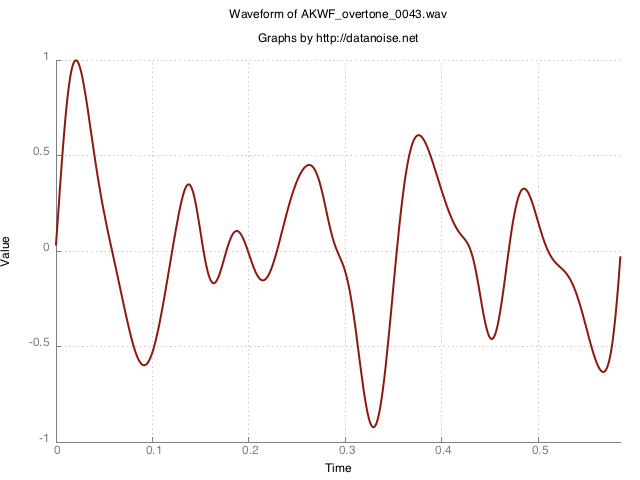 Waveform of AKWF_overtone_0043.wav
Graphs by http://datanoise.net
1
0.5
0
-0.5
-1
Value
0 0.1 0.2 0.3 0.4 0.5
Time